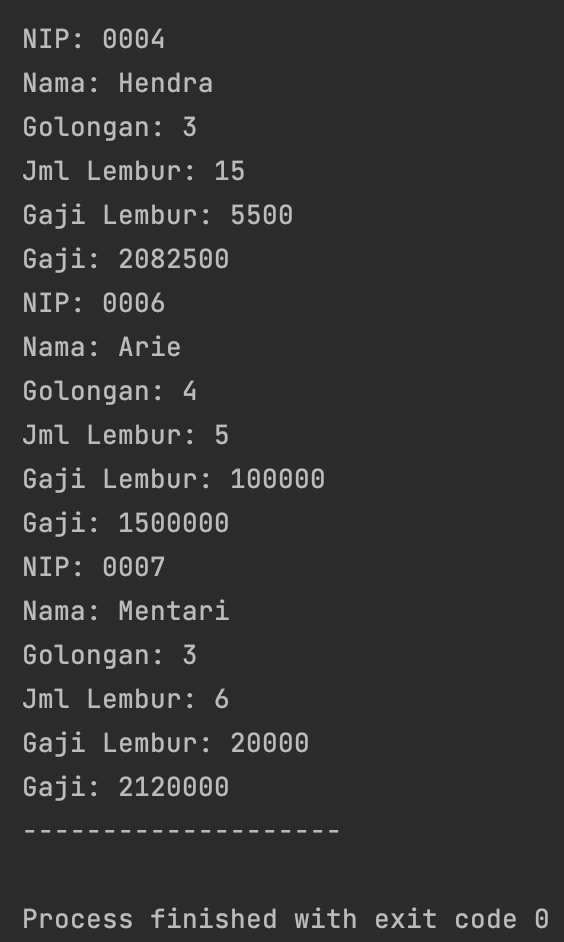 NIP: 0004
Nama: Hendra
Golongan: 3
Jml Lembur: 15
Gaji Lembur: 5500
Gaji: 2082500
NIP: 0006
Nama: Arie
Golongan: 4
Jml Lembur: 5
Gaji Lembur: 100000
Gaji: 1500000
NIP: 0007
Nama: Mentari
Golongan: 3
Jml Lembur: 6
Gaji Lembur: 20000
Gaji: 2120000
--------------------
Process finished with exit code 0